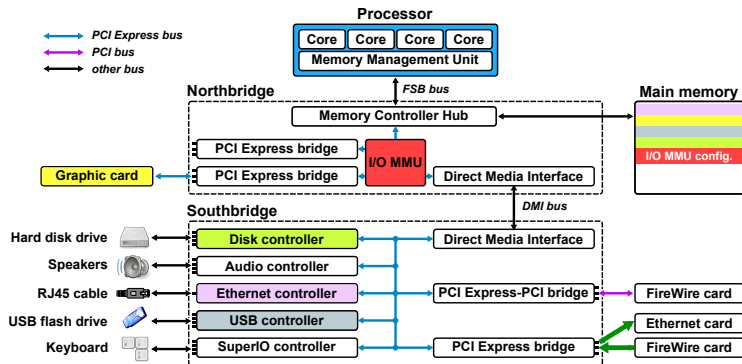 Processor
PCI Express bus
Core Core Core Core
PCI bus
Memory Management Unit
other bus
FSB bus
Northbridge
Main memory
Memory Controller Hub
PCI Express bridge
I/O MMU
I/O MMU config.
Graphic card
PCI Express bridge
Direct Media Interface
DMI bus
Southbridge
Hard disk drive
Disk controller
Direct Media Interface
Speakers
Audio controller
RJ45 cable
Ethernet controller
PCI Express-PCI bridge
FireWire card
USB flash drive
USB controller
Ethernet card
Keyboard
SuperIO controller
PCI Express bridge
FireWire card